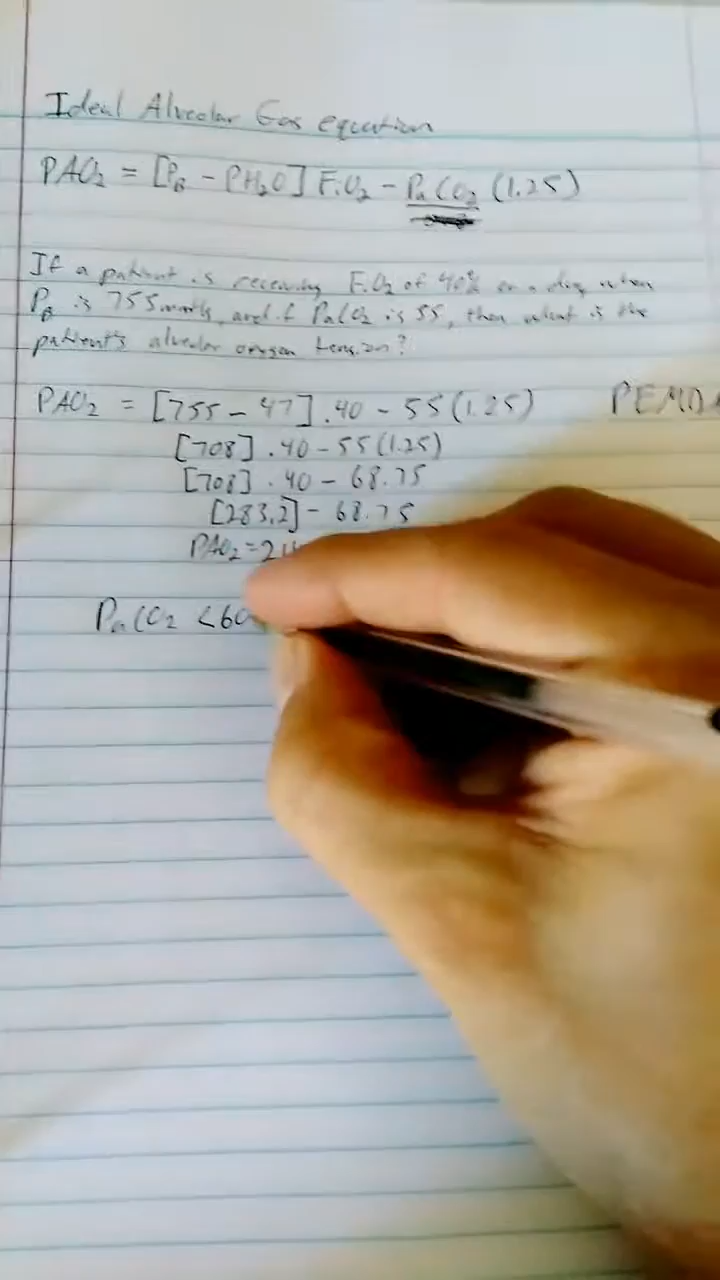 Ideal Alveolar Gas equation
PAO₂ = [PB - PH₂O] FiO₂ - PaCO₂ (1.25)
If a patient is receiving FiO₂ of 40% on a day when
PB is 755mmHg, and if PaCO₂ is 55, then what is the
patient's alveolar oxygen tension?
PAO₂ = [755 - 47] .40 - 55 (1.25) PEMDA
[708] .40 - 55 (1.25)
[708] .40 - 68.75
[283.2] - 68.75
PAO₂ = 21
PaCO₂ <60